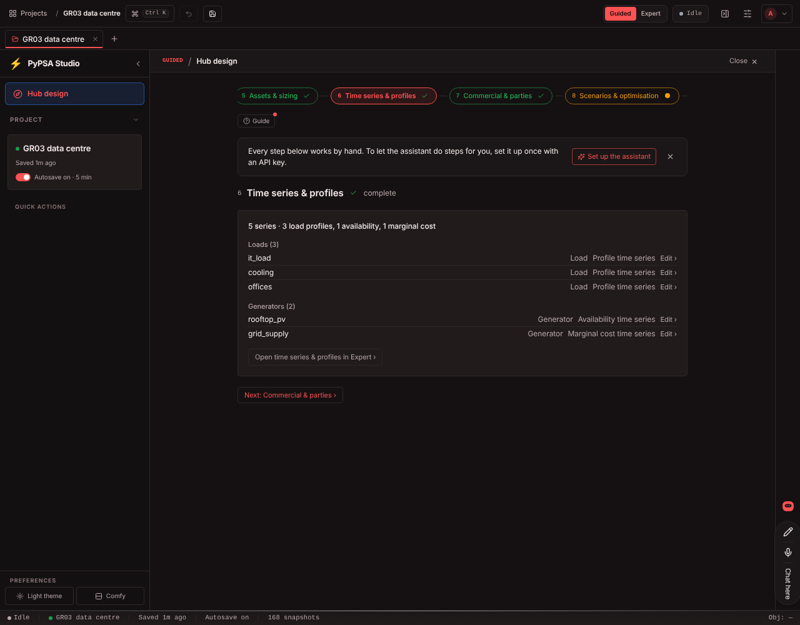 Projects / GR03 data centre ⌘ Ctrl K Guided Expert Idle A
GR03 data centre × +
PyPSA Studio
GUIDED / Hub design Close ×
Hub design
5 Assets & sizing ✓ 6 Time series & profiles ✓ 7 Commercial & parties ✓ 8 Scenarios & optimisation
PROJECT
Guide
GR03 data centre
Saved 1m ago
Autosave on · 5 min
Every step below works by hand. To let the assistant do steps for you, set it up once with
an API key.
Set up the assistant ×
6 Time series & profiles ✓ complete
QUICK ACTIONS
5 series · 3 load profiles, 1 availability, 1 marginal cost
Loads (3)
it_load Load Profile time series Edit ›
cooling Load Profile time series Edit ›
offices Load Profile time series Edit ›
Generators (2)
rooftop_pv Generator Availability time series Edit ›
grid_supply Generator Marginal cost time series Edit ›
Open time series & profiles in Expert ›
Next: Commercial & parties ›
Chat here
PREFERENCES
Light theme Comfy
Idle GR03 data centre Saved 1m ago Autosave on 168 snapshots Obj: —